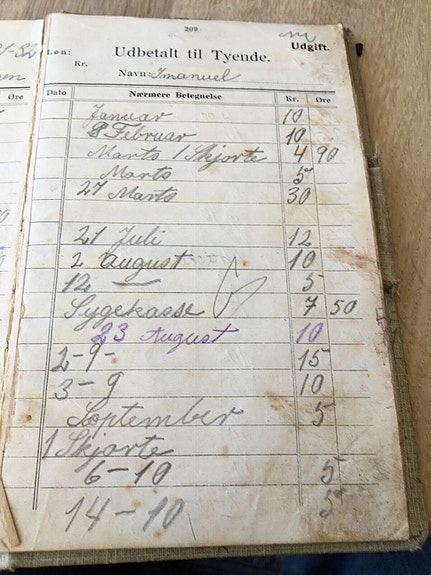 209
Løn:
Udbetalt til Tyende.
Udgift.
Kr.
Navn: Imanuel
1-32
Øre
Dato Nærmere Betegnelse Kr. Øre
Januar 10
8 Februar 10
Marts 1 Skjorte 4 90
Marts 5
27 Marts 30
21 Juli 12
2 August 10
12 — 5
Sygekasse 7 50
23 August 10
2-9- 15
3-9 10
September 5
1 Skjorte
6-10 5
14-10 5